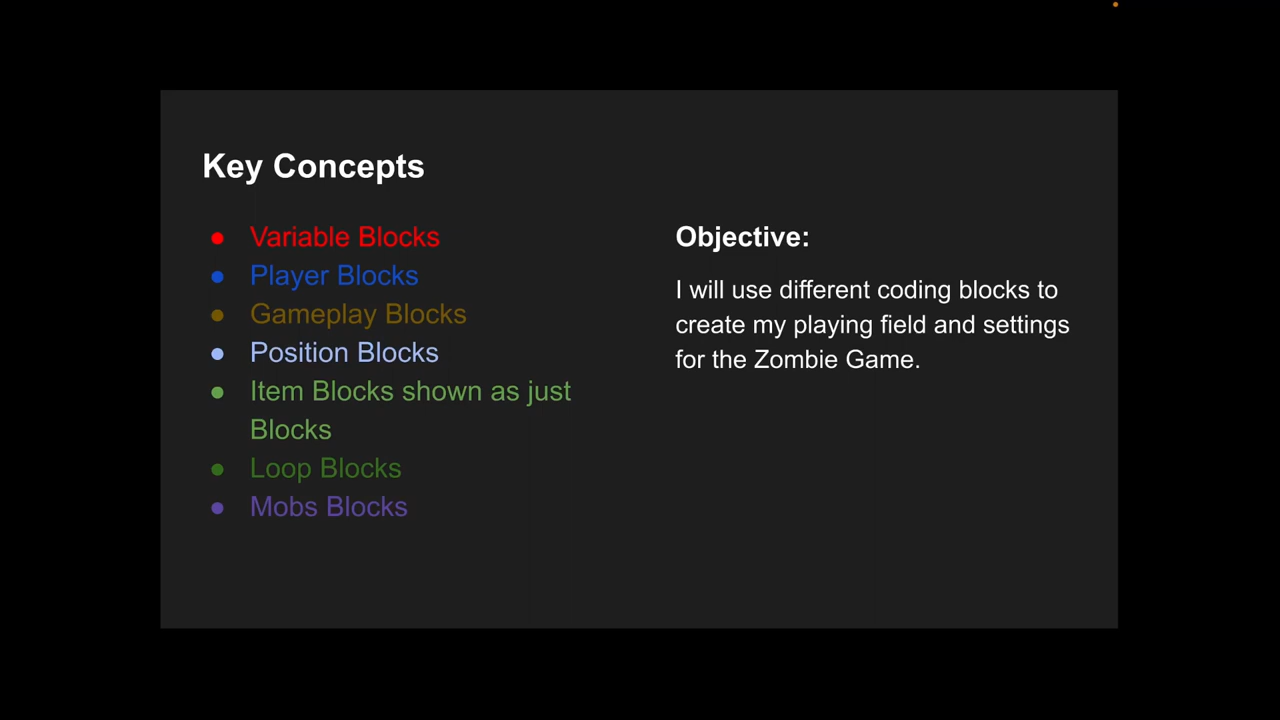 Key Concepts
Variable Blocks
Player Blocks
Gameplay Blocks
Position Blocks
Item Blocks shown as just
Blocks
Loop Blocks
Mobs Blocks
Objective:
I will use different coding blocks to
create my playing field and settings
for the Zombie Game.